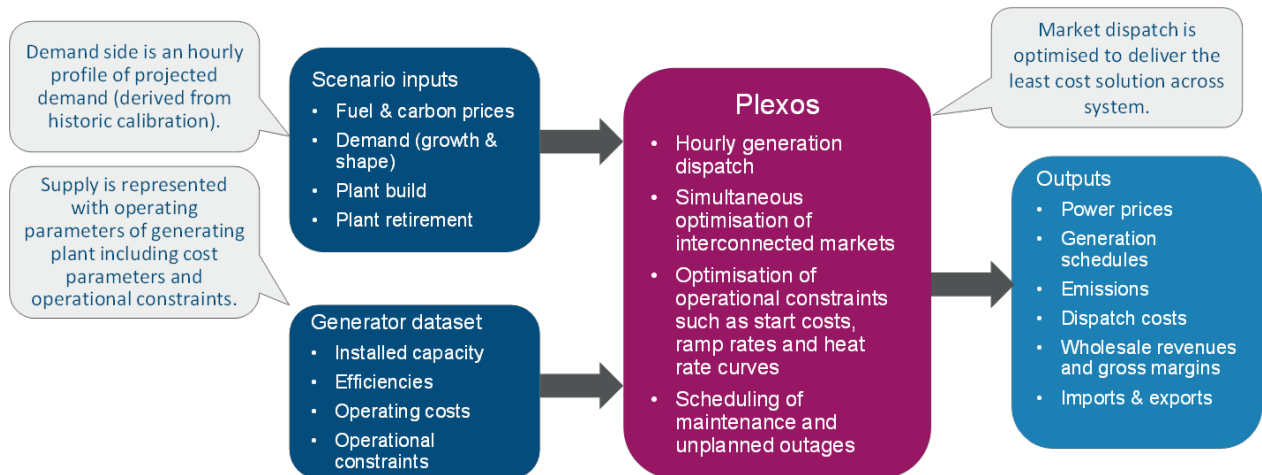 Demand side is an hourly
profile of projected
demand (derived from
historic calibration).
Supply is represented
with operating
parameters of generating
plant including cost
parameters and
operational constraints.
Scenario inputs
• Fuel & carbon prices
• Demand (growth &
shape)
• Plant build
• Plant retirement
Generator dataset
• Installed capacity
• Efficiencies
• Operating costs
• Operational
constraints
Plexos
• Hourly generation
dispatch
• Simultaneous
optimisation of
interconnected markets
• Optimisation of
operational constraints
such as start costs,
ramp rates and heat
rate curves
• Scheduling of
maintenance and
unplanned outages
Market dispatch is
optimised to deliver the
least cost solution across
system.
Outputs
• Power prices
• Generation
schedules
• Emissions
• Dispatch costs
• Wholesale revenues
and gross margins
• Imports & exports